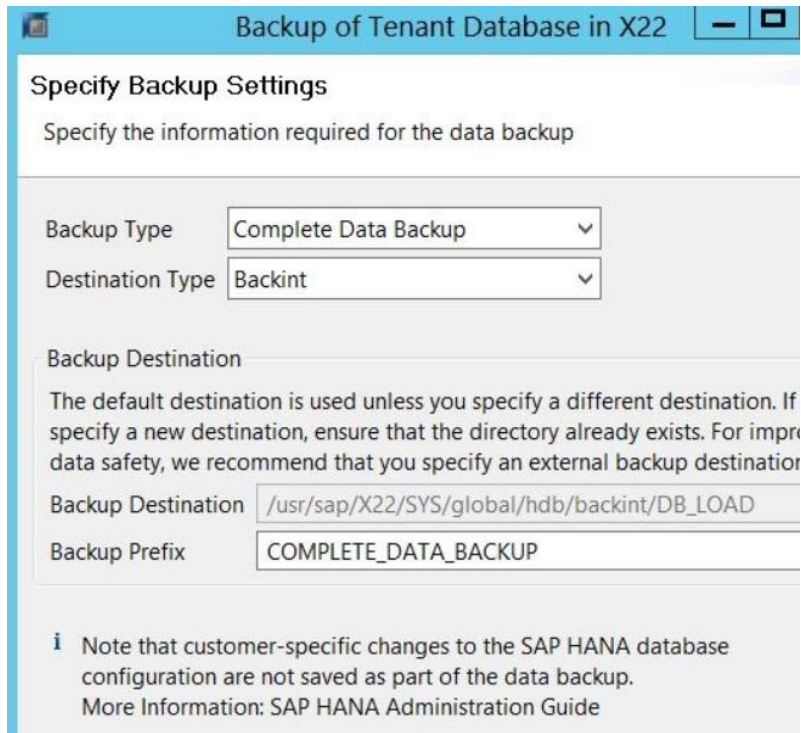 Backup of Tenant Database in X22
Specify Backup Settings
Specify the information required for the data backup
Backup Type Complete Data Backup
Destination Type Backint
Backup Destination
The default destination is used unless you specify a different destination. If
specify a new destination, ensure that the directory already exists. For impro
data safety, we recommend that you specify an external backup destination
Backup Destination /usr/sap/X22/SYS/global/hdb/backint/DB_LOAD
Backup Prefix COMPLETE_DATA_BACKUP
i Note that customer-specific changes to the SAP HANA database
configuration are not saved as part of the data backup.
More Information: SAP HANA Administration Guide